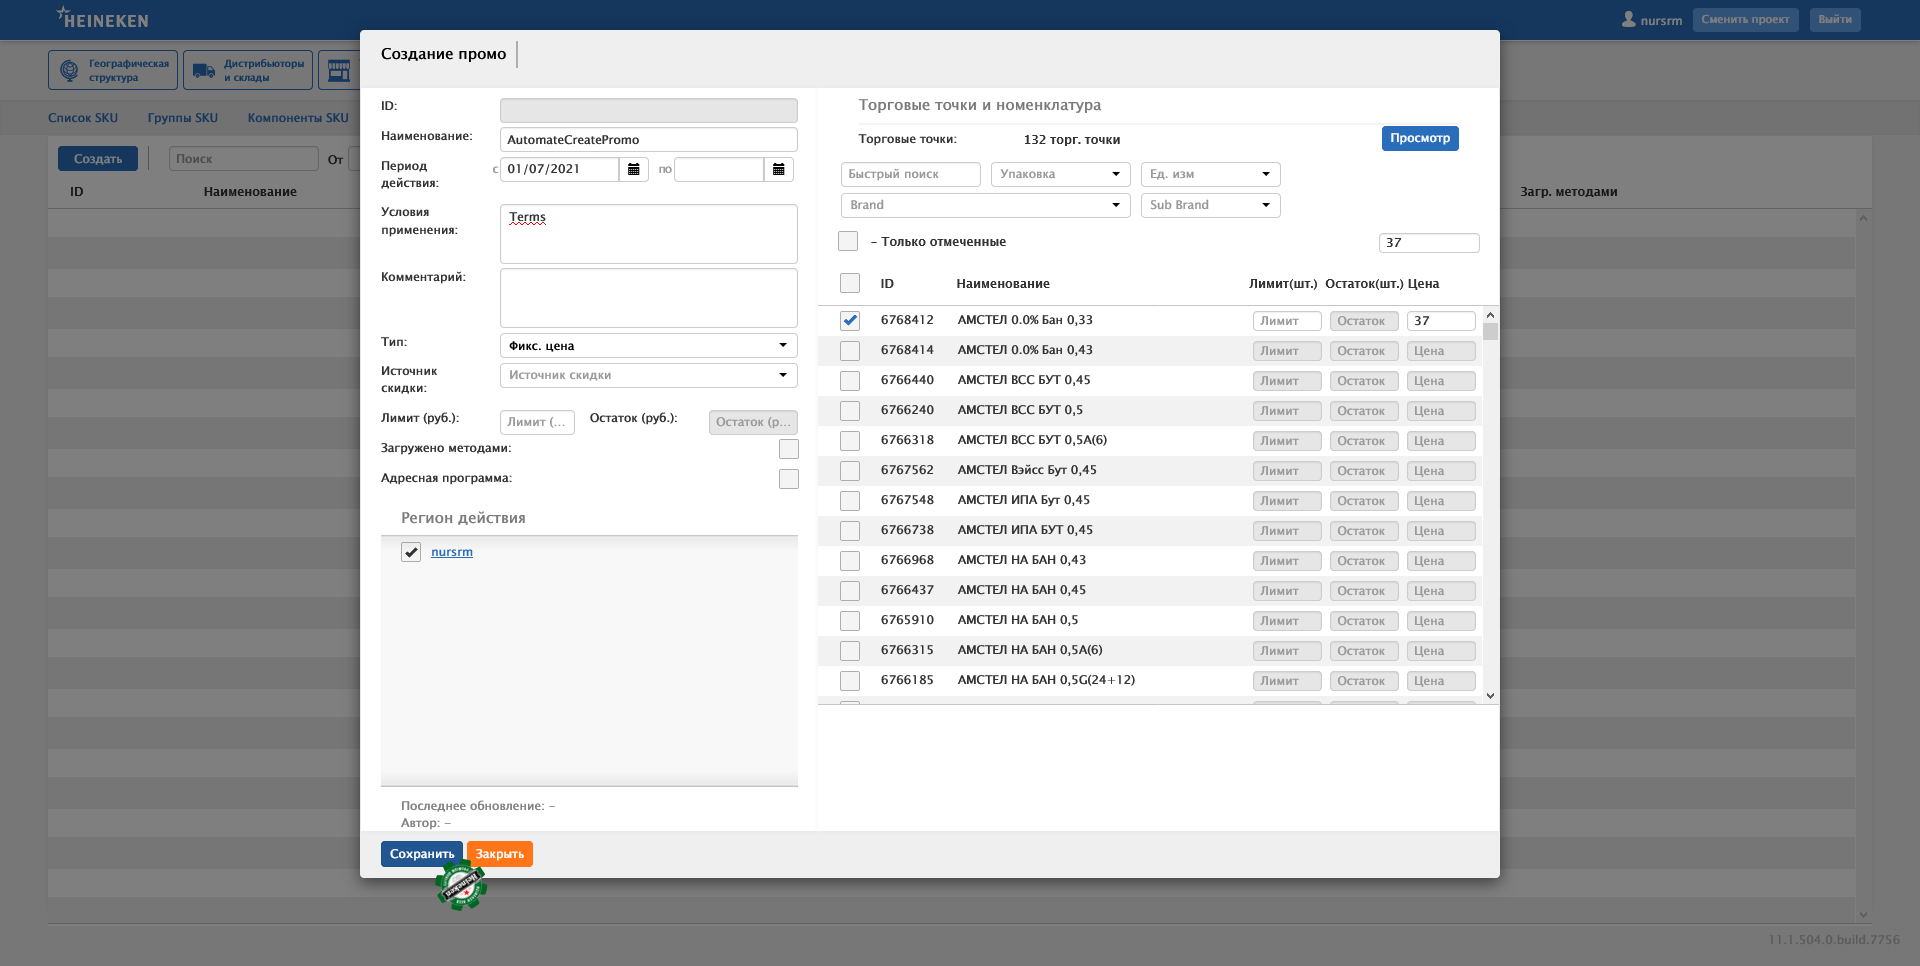 HEINEKEN
nursrm
Сменить проект
Выйти
Географическая
структура
Дистрибьюторы
и склады
Список SKU
Группы SKU
Компоненты SKU
Создать
Поиск
От
ID
Наименование
Загр. методами
Создание промо
ID:
Наименование:
AutomateCreatePromo
Период
действия:
с
01/07/2021
по
Условия
применения:
Terms
Комментарий:
Тип:
Фикс. цена
Источник
скидки:
Источник скидки
Лимит (руб.):
Лимит (...
Остаток (руб.):
Остаток (р...
Загружено методами:
Адресная программа:
Регион действия
nursrm
Последнее обновление: –
Автор: –
Сохранить
Закрыть
Heineken
Торговые точки и номенклатура
Торговые точки:
132 торг. точки
Просмотр
Быстрый поиск
Упаковка
Ед. изм
Brand
Sub Brand
– Только отмеченные
37
ID Наименование Лимит(шт.) Остаток(шт.) Цена
6768412 АМСТЕЛ 0.0% Бан 0,33 Лимит Остаток 37
6768414 АМСТЕЛ 0.0% Бан 0,43 Лимит Остаток Цена
6766440 АМСТЕЛ ВСС БУТ 0,45 Лимит Остаток Цена
6766240 АМСТЕЛ ВСС БУТ 0,5 Лимит Остаток Цена
6766318 АМСТЕЛ ВСС БУТ 0,5А(6) Лимит Остаток Цена
6767562 АМСТЕЛ Вэйсс Бут 0,45 Лимит Остаток Цена
6767548 АМСТЕЛ ИПА Бут 0,45 Лимит Остаток Цена
6766738 АМСТЕЛ ИПА БУТ 0,45 Лимит Остаток Цена
6766968 АМСТЕЛ НА БАН 0,43 Лимит Остаток Цена
6766437 АМСТЕЛ НА БАН 0,45 Лимит Остаток Цена
6765910 АМСТЕЛ НА БАН 0,5 Лимит Остаток Цена
6766315 АМСТЕЛ НА БАН 0,5А(6) Лимит Остаток Цена
6766185 АМСТЕЛ НА БАН 0,5G(24+12) Лимит Остаток Цена
11.1.504.0.build.7756